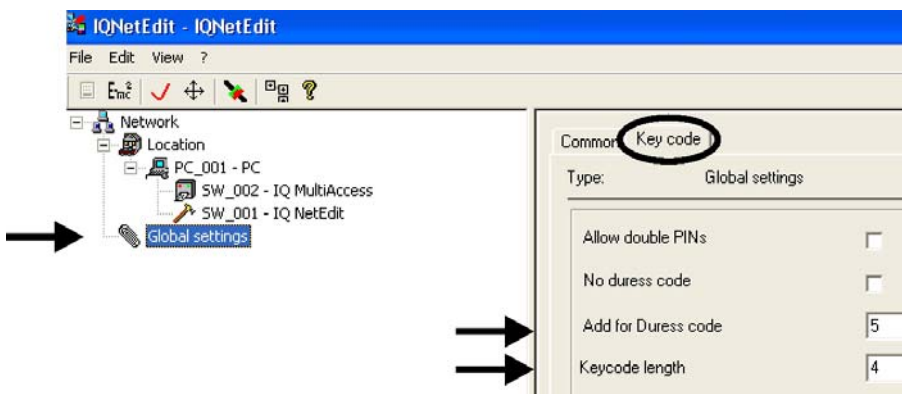 IQNetEdit - IQNetEdit
File Edit View ?
Network
Location
PC_001 - PC
SW_002 - IQ MultiAccess
SW_001 - IQ NetEdit
Global settings
Common Key code
Type: Global settings
Allow double PINs
No duress code
Add for Duress code 5
Keycode length 4